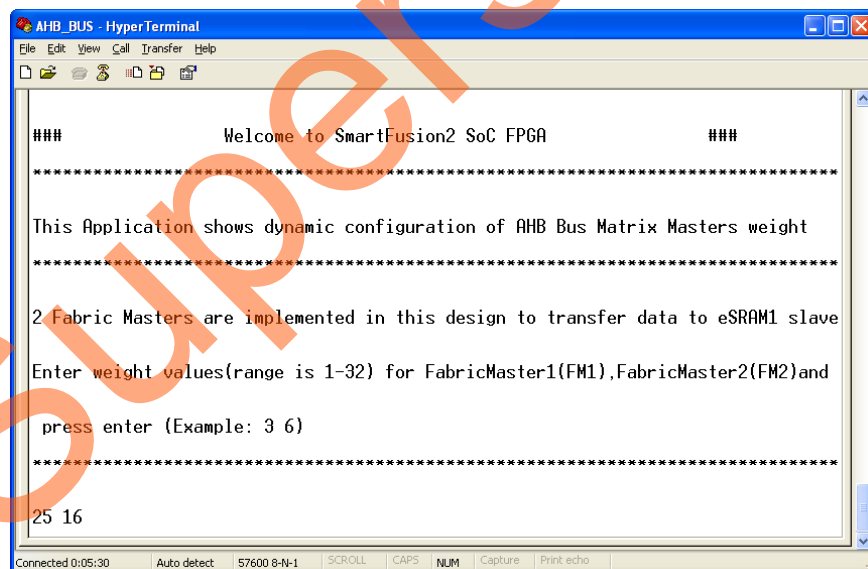 AHB_BUS - HyperTerminal
File Edit View Call Transfer Help
### Welcome to SmartFusion2 SoC FPGA ###
********************************************************************************
This Application shows dynamic configuration of AHB Bus Matrix Masters weight
********************************************************************************
2 Fabric Masters are implemented in this design to transfer data to eSRAM1 slave
Enter weight values(range is 1-32) for FabricMaster1(FM1),FabricMaster2(FM2)and
press enter (Example: 3 6)
********************************************************************************
25 16
Connected 0:05:30 Auto detect 57600 8-N-1 SCROLL CAPS NUM Capture Print echo
Supers